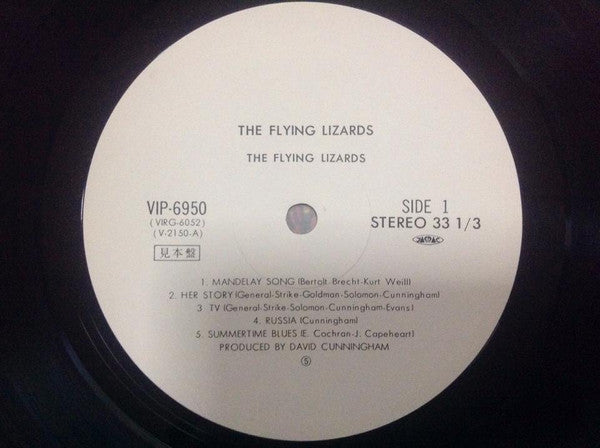 THE FLYING LIZARDS
THE FLYING LIZARDS
VIP-6950
(VIRG-6052)
(V-2150-A)
見本盤
SIDE 1
STEREO 33 1/3
1. MANDELAY SONG (Bertolt Brecht-Kurt Weill)
2. HER STORY (General-Strike-Goldman-Solomon-Cunningham)
3 TV (General-Strike-Solomon-Cunningham-Evans)
4. RUSSIA (Cunningham)
5. SUMMERTIME BLUES (E. Cochran-J. Capeheart)
PRODUCED BY DAVID CUNNINGHAM
Ⓢ